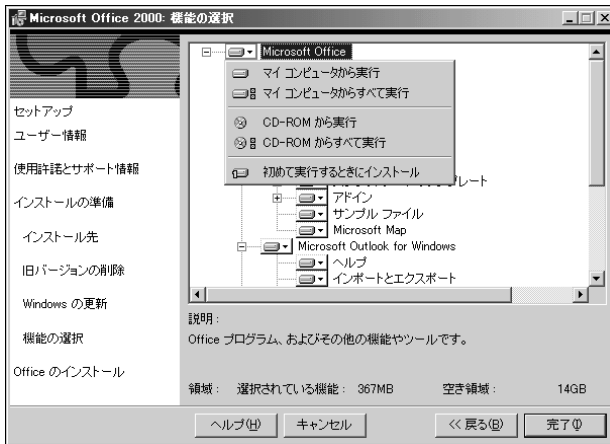 Microsoft Office 2000: 機能の選択
セットアップ
ユーザー情報
使用許諾とサポート情報
インストールの準備
インストール先
旧バージョンの削除
Windows の更新
機能の選択
Office のインストール
Microsoft Office
マイ コンピュータから実行
マイ コンピュータからすべて実行
CD-ROM から実行
CD-ROM からすべて実行
初めて実行するときにインストール
レート
アドイン
サンプル ファイル
Microsoft Map
Microsoft Outlook for Windows
ヘルプ
インポートとエクスポート
説明:
Office プログラム、およびその他の機能やツールです。
領域: 選択されている機能: 367MB 空き領域: 14GB
ヘルプ(H) キャンセル << 戻る(B) 完了(I)